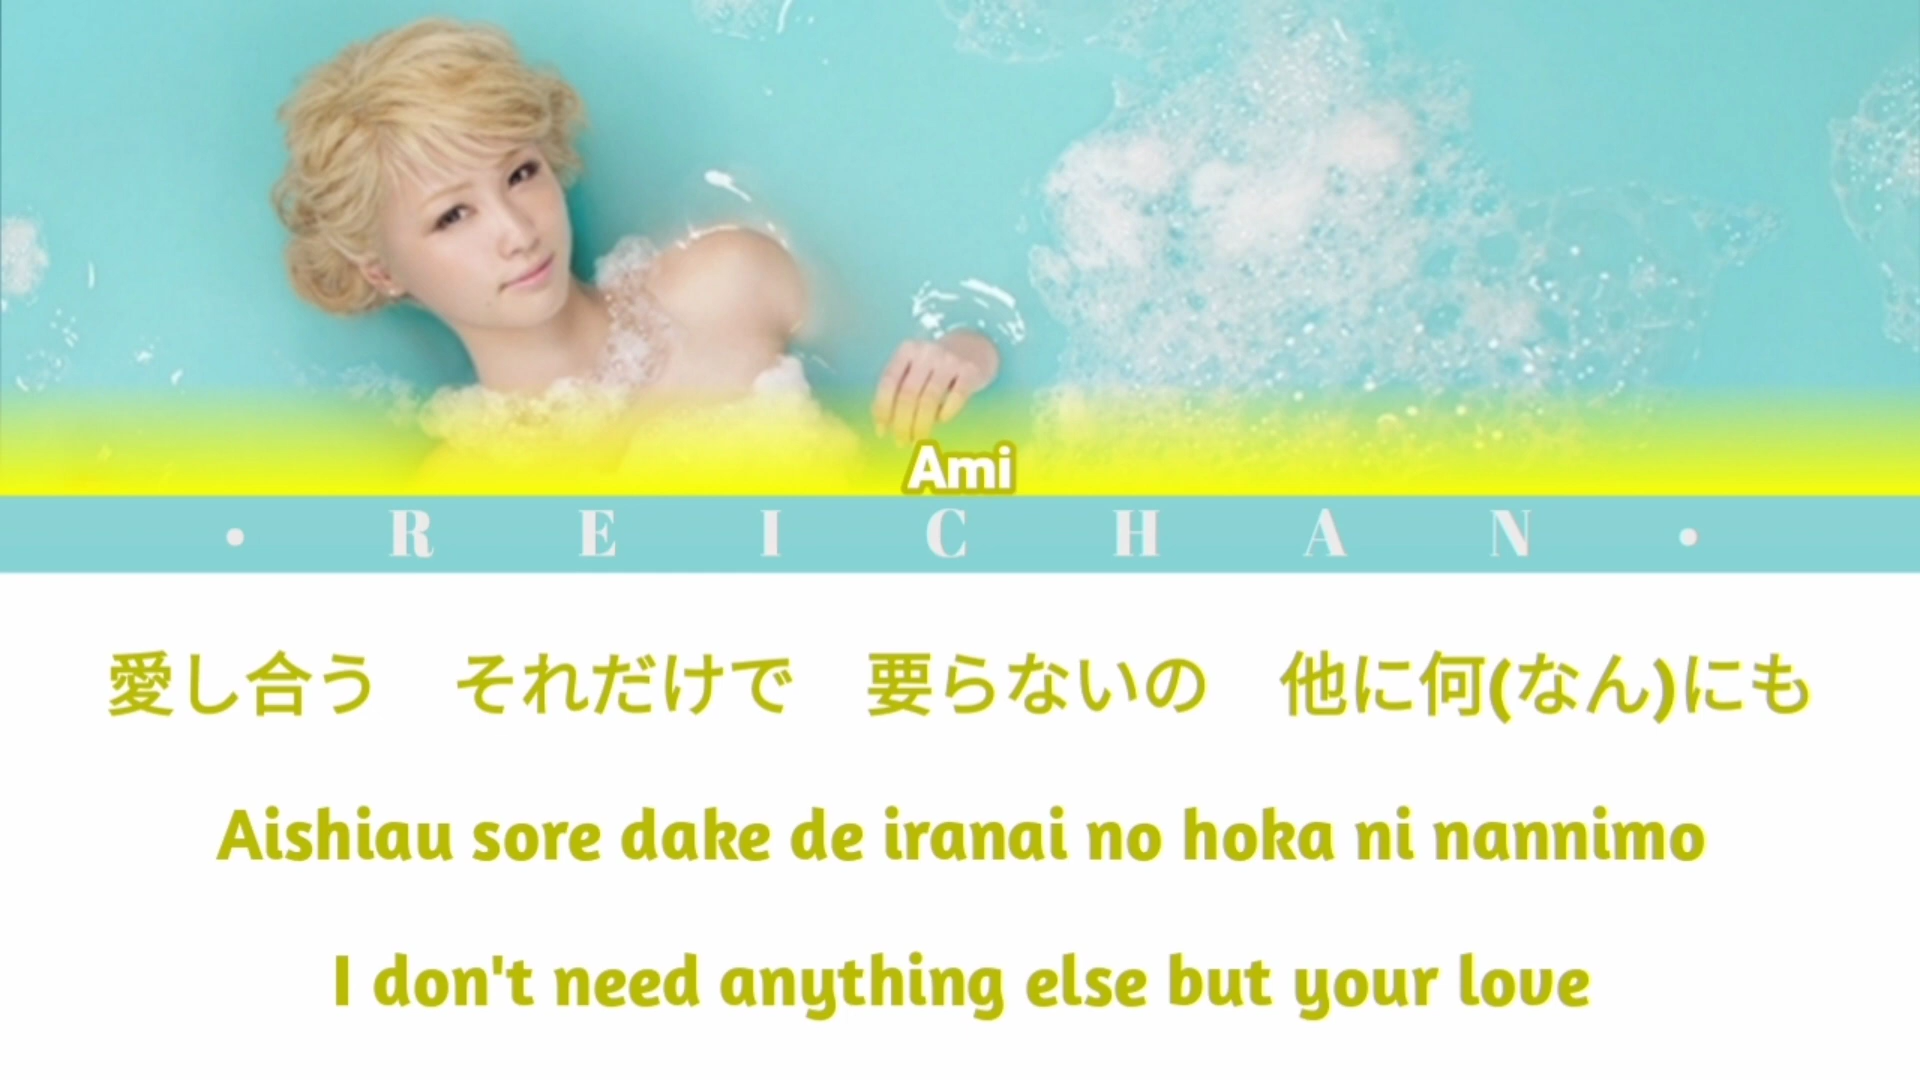 Ami
• R E I C H A N •
愛し合う　それだけで　要らないの　他に何(なん)にも
Aishiau sore dake de iranai no hoka ni nannimo
I don't need anything else but your love